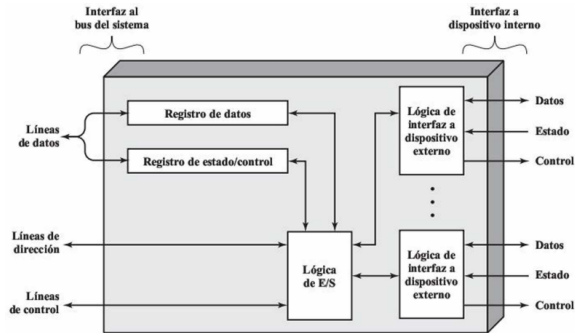 Interfaz al
bus del sistema
Interfaz a
dispositivo interno
Registro de datos
Líneas
de datos
Registro de estado/control
Lógica de
interfaz a
dispositivo
externo
Datos
Estado
Control
Líneas de
dirección
Líneas
de control
Lógica
de E/S
Lógica de
interfaz a
dispositivo
externo
Datos
Estado
Control